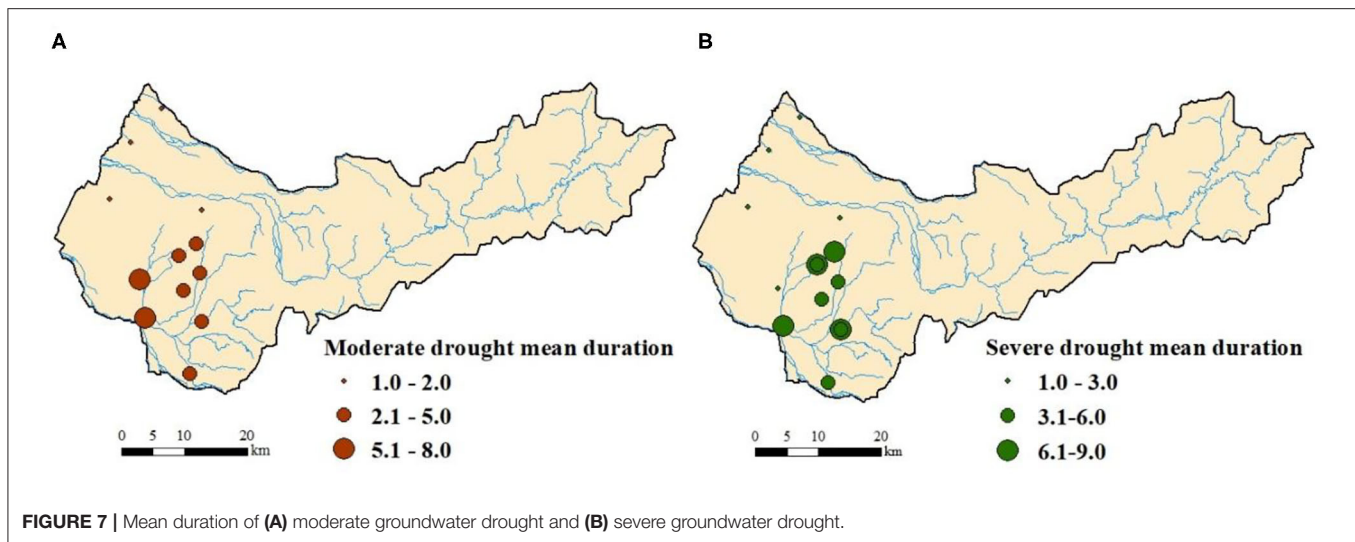 A
B
Moderate drought mean duration
1.0 - 2.0
2.1 - 5.0
5.1 - 8.0
0 5 10 20
km
Severe drought mean duration
1.0 - 3.0
3.1-6.0
6.1-9.0
0 5 10 20
km
FIGURE 7 | Mean duration of (A) moderate groundwater drought and (B) severe groundwater drought.